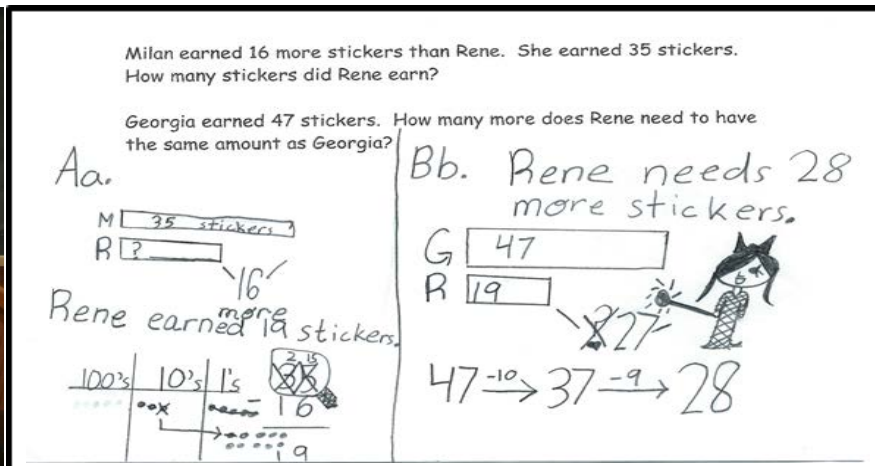 Milan earned 16 more stickers than Rene. She earned 35 stickers.
How many stickers did Rene earn?
Georgia earned 47 stickers. How many more does Rene need to have
the same amount as Georgia?
Aa.
M 35 stickers
R ?
16
more
Rene earned 19 stickers.
100's 10's 1's
2 15
35
- 16
19
Bb. Rene needs 28
more stickers.
G 47
R 19
? 27
47 -10→ 37 -9→ 28